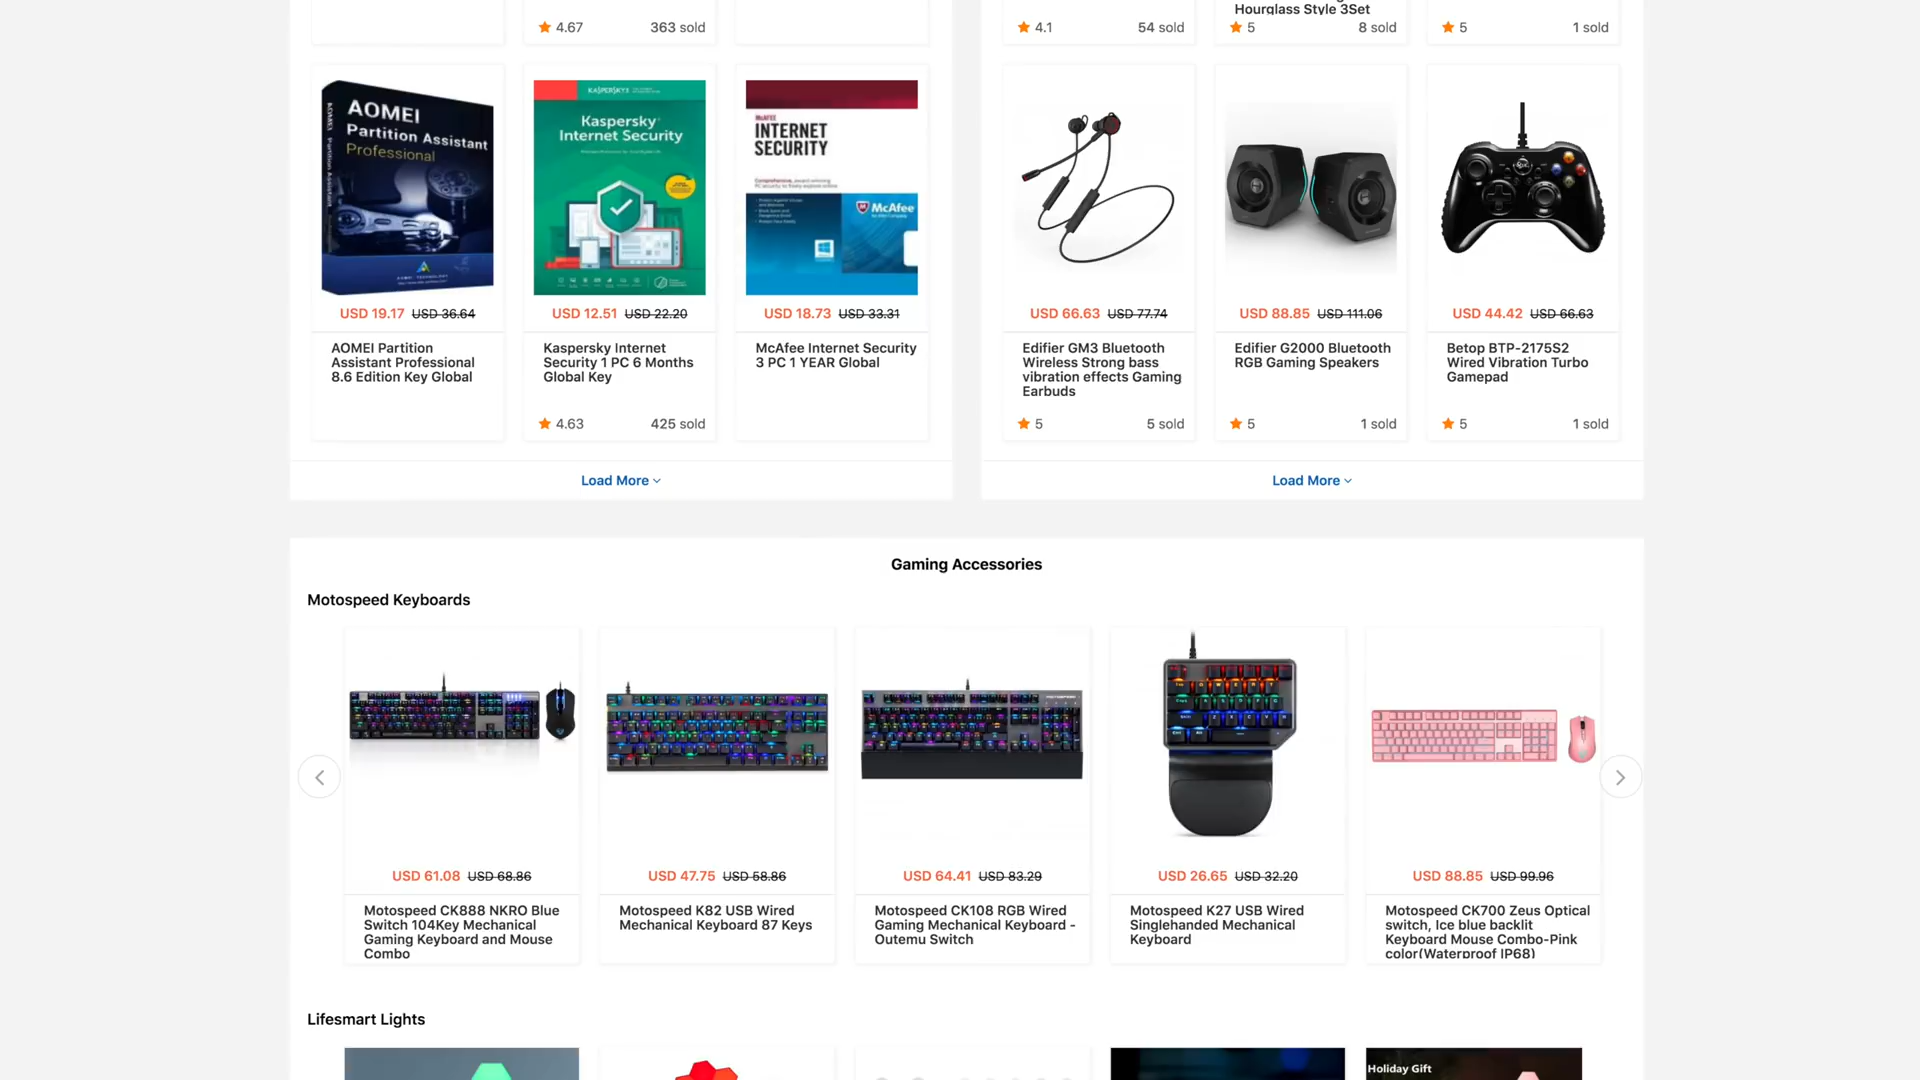 Hourglass Style 3Set
4.67 363 sold
4.1 54 sold
5 8 sold
5 1 sold
AOMEI
Partition Assistant
Professional
KASPERSKY
Kaspersky
Internet Security
McAFEE
INTERNET
SECURITY
McAfee
USD 19.17 USD 36.64
USD 12.51 USD 22.20
USD 18.73 USD 33.31
USD 66.63 USD 77.74
USD 88.85 USD 111.06
USD 44.42 USD 66.63
AOMEI Partition
Assistant Professional
8.6 Edition Key Global
Kaspersky Internet
Security 1 PC 6 Months
Global Key
McAfee Internet Security
3 PC 1 YEAR Global
Edifier GM3 Bluetooth
Wireless Strong bass
vibration effects Gaming
Earbuds
Edifier G2000 Bluetooth
RGB Gaming Speakers
Betop BTP-2175S2
Wired Vibration Turbo
Gamepad
4.63 425 sold
5 5 sold
5 1 sold
5 1 sold
Load More
Load More
Gaming Accessories
Motospeed Keyboards
USD 61.08 USD 68.86
USD 47.75 USD 58.86
USD 64.41 USD 83.29
USD 26.65 USD 32.20
USD 88.85 USD 99.96
Motospeed CK888 NKRO Blue
Switch 104Key Mechanical
Gaming Keyboard and Mouse
Combo
Motospeed K82 USB Wired
Mechanical Keyboard 87 Keys
Motospeed CK108 RGB Wired
Gaming Mechanical Keyboard -
Outemu Switch
Motospeed K27 USB Wired
Singlehanded Mechanical
Keyboard
Motospeed CK700 Zeus Optical
switch, Ice blue backlit
Keyboard Mouse Combo-Pink
color(Waterproof IP68)
Lifesmart Lights
Holiday Gift